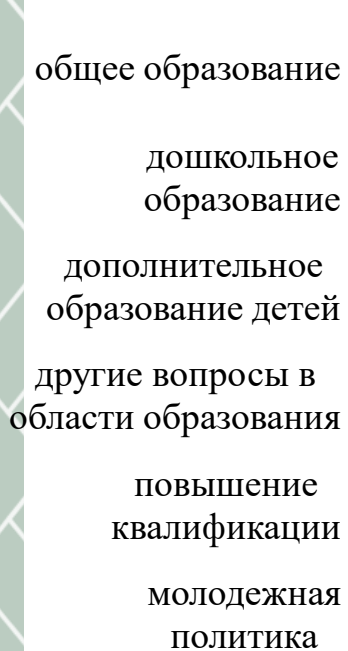 общее образование
дошкольное
образование
дополнительное
образование детей
другие вопросы в
области образования
повышение
квалификации
молодежная
политика